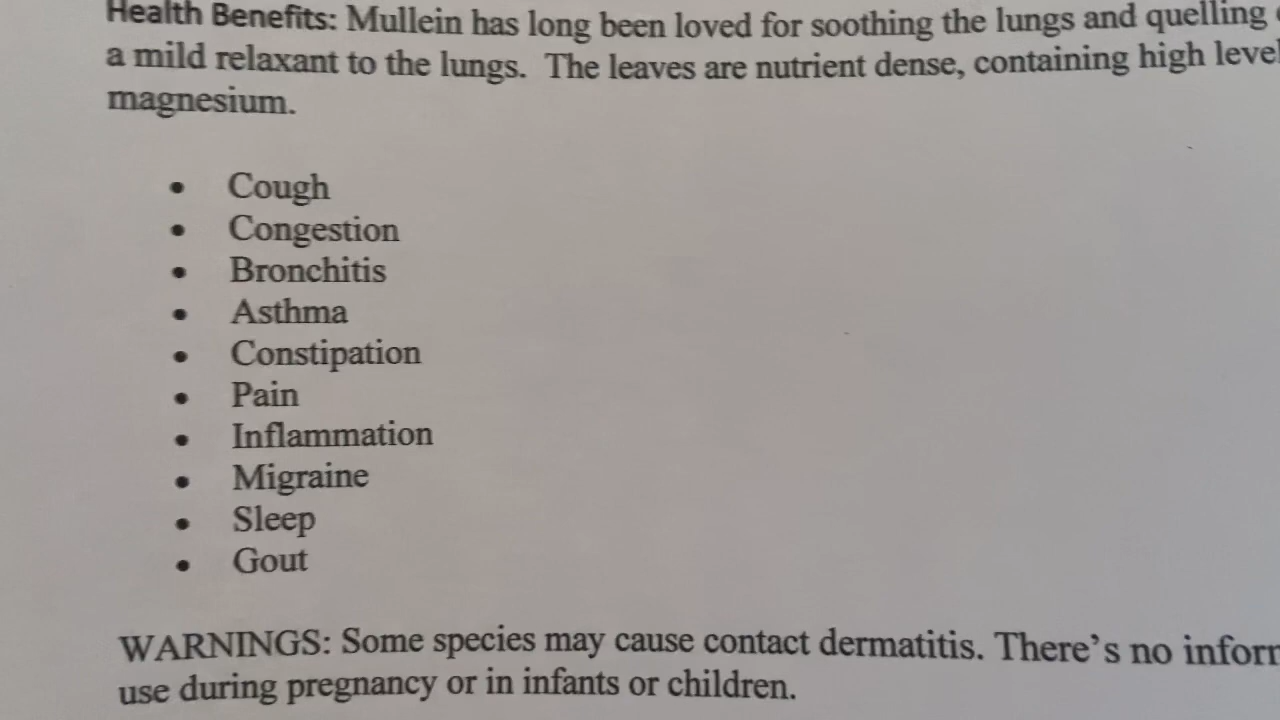 Health Benefits: Mullein has long been loved for soothing the lungs and quelling
a mild relaxant to the lungs. The leaves are nutrient dense, containing high
magnesium.
• Cough
• Congestion
• Bronchitis
• Asthma
• Constipation
• Pain
• Inflammation
• Migraine
• Sleep
• Gout
WARNINGS: Some species may cause contact dermatitis. There's no
use during pregnancy or in infants or children.